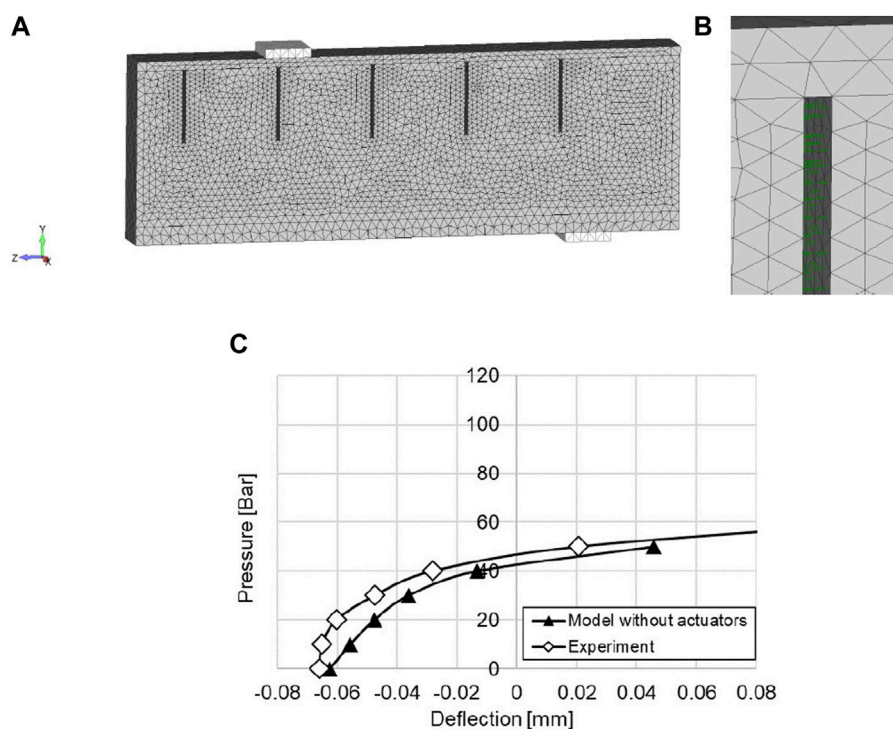 A
B
Y
Z
X
C
120
100
80
60
40
20
0
Pressure [Bar]
Model without actuators
Experiment
-0.08 -0.06 -0.04 -0.02 0 0.02 0.04 0.06 0.08
Deflection [mm]